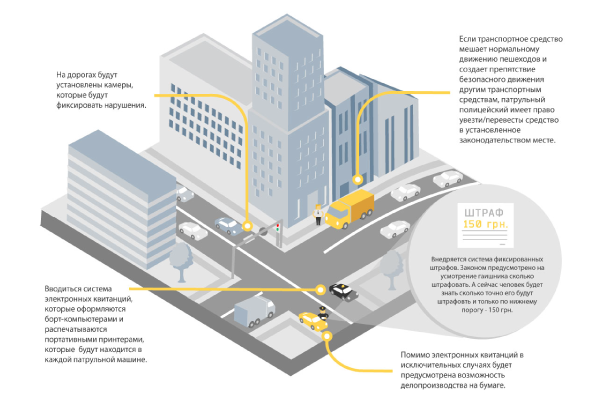 На дорогах будут
установлены камеры,
которые будут
фиксировать нарушения.
Если транспортное средство
мешает нормальному
движению пешеходов и
создает препятствие
безопасного движения
другим транспортным
средствам, патрульный
полицейский имеет право
увезти/перевесты средство
в установленное
законодательством месте.
ШТРАФ
150 грн.
Внедряется система фиксированных
штрафов. Законом предусмотрено на
усмотрение гаишника сколько
штрафовать. А сейчас человек будет
знать сколько точно его будут
штрафовть и только по нижнему
порогу - 150 грн.
Вводиться система
электронных квитанций,
которые оформляются
борт-компьютерами и
распечатываются
портативными принтерами,
которые будут находится в
каждой патрульной машине.
Помимо электронных квитанций в
исключительных случаях будет
предусмотрена возможность
делопроизводства на бумаге.